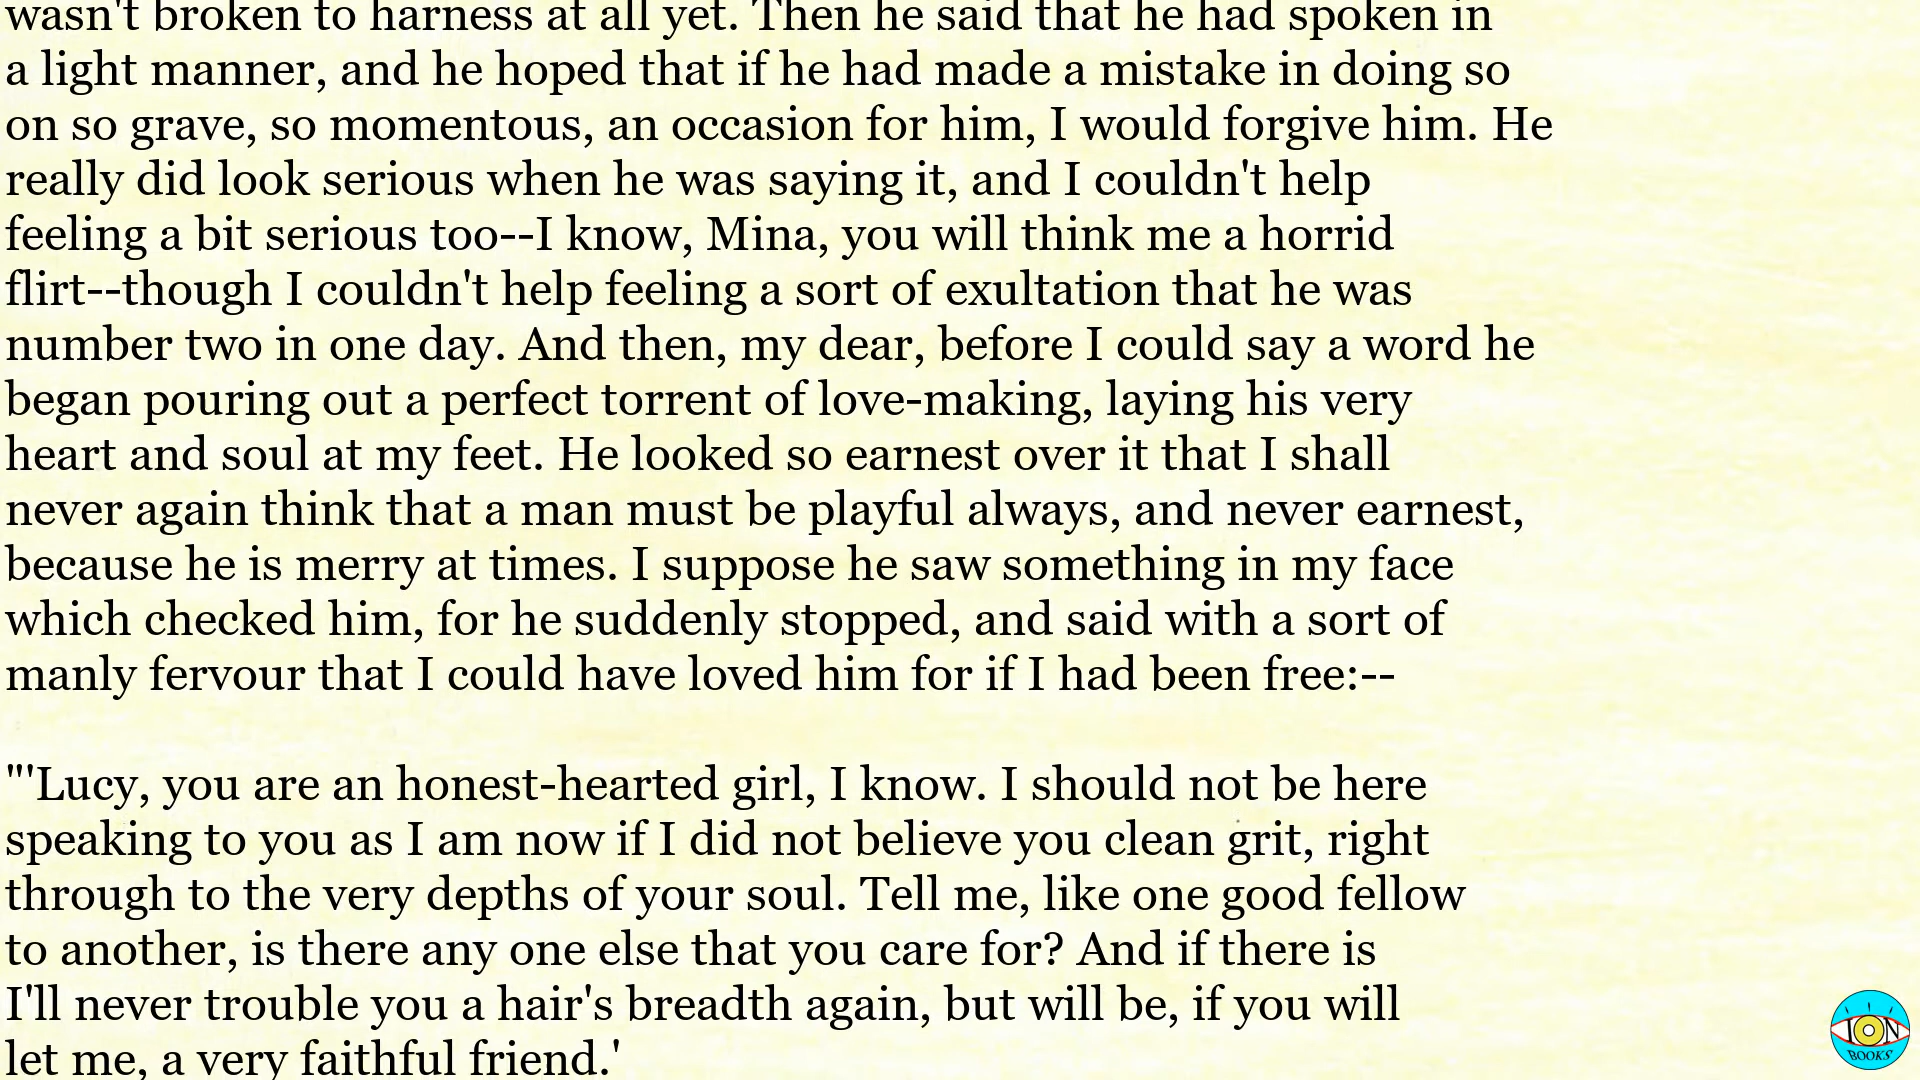 wasn't broken to harness at all yet. Then he said that he had spoken in
a light manner, and he hoped that if he had made a mistake in doing so
on so grave, so momentous, an occasion for him, I would forgive him. He
really did look serious when he was saying it, and I couldn't help
feeling a bit serious too--I know, Mina, you will think me a horrid
flirt--though I couldn't help feeling a sort of exultation that he was
number two in one day. And then, my dear, before I could say a word he
began pouring out a perfect torrent of love-making, laying his very
heart and soul at my feet. He looked so earnest over it that I shall
never again think that a man must be playful always, and never earnest,
because he is merry at times. I suppose he saw something in my face
which checked him, for he suddenly stopped, and said with a sort of
manly fervour that I could have loved him for if I had been free:--
"'Lucy, you are an honest-hearted girl, I know. I should not be here
speaking to you as I am now if I did not believe you clean grit, right
through to the very depths of your soul. Tell me, like one good fellow
to another, is there any one else that you care for? And if there is
I'll never trouble you a hair's breadth again, but will be, if you will
let me, a very faithful friend.'
ION
BOOKS